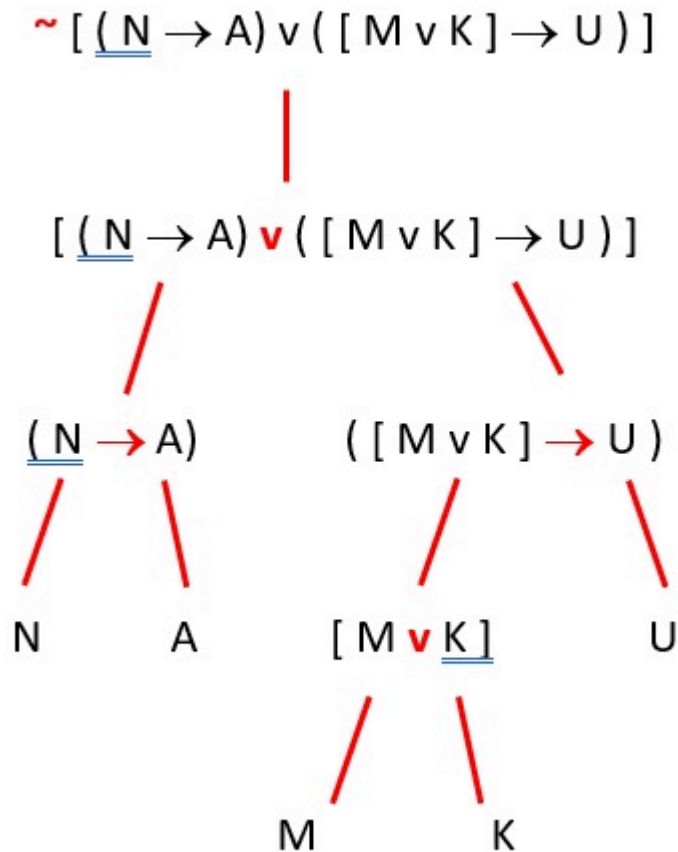 ~ [ ( N → A) v ( [ M v K ] → U ) ]
[ ( N → A) v ( [ M v K ] → U ) ]
( N → A) ( [ M v K ] → U )
N A [ M v K ] U
M K